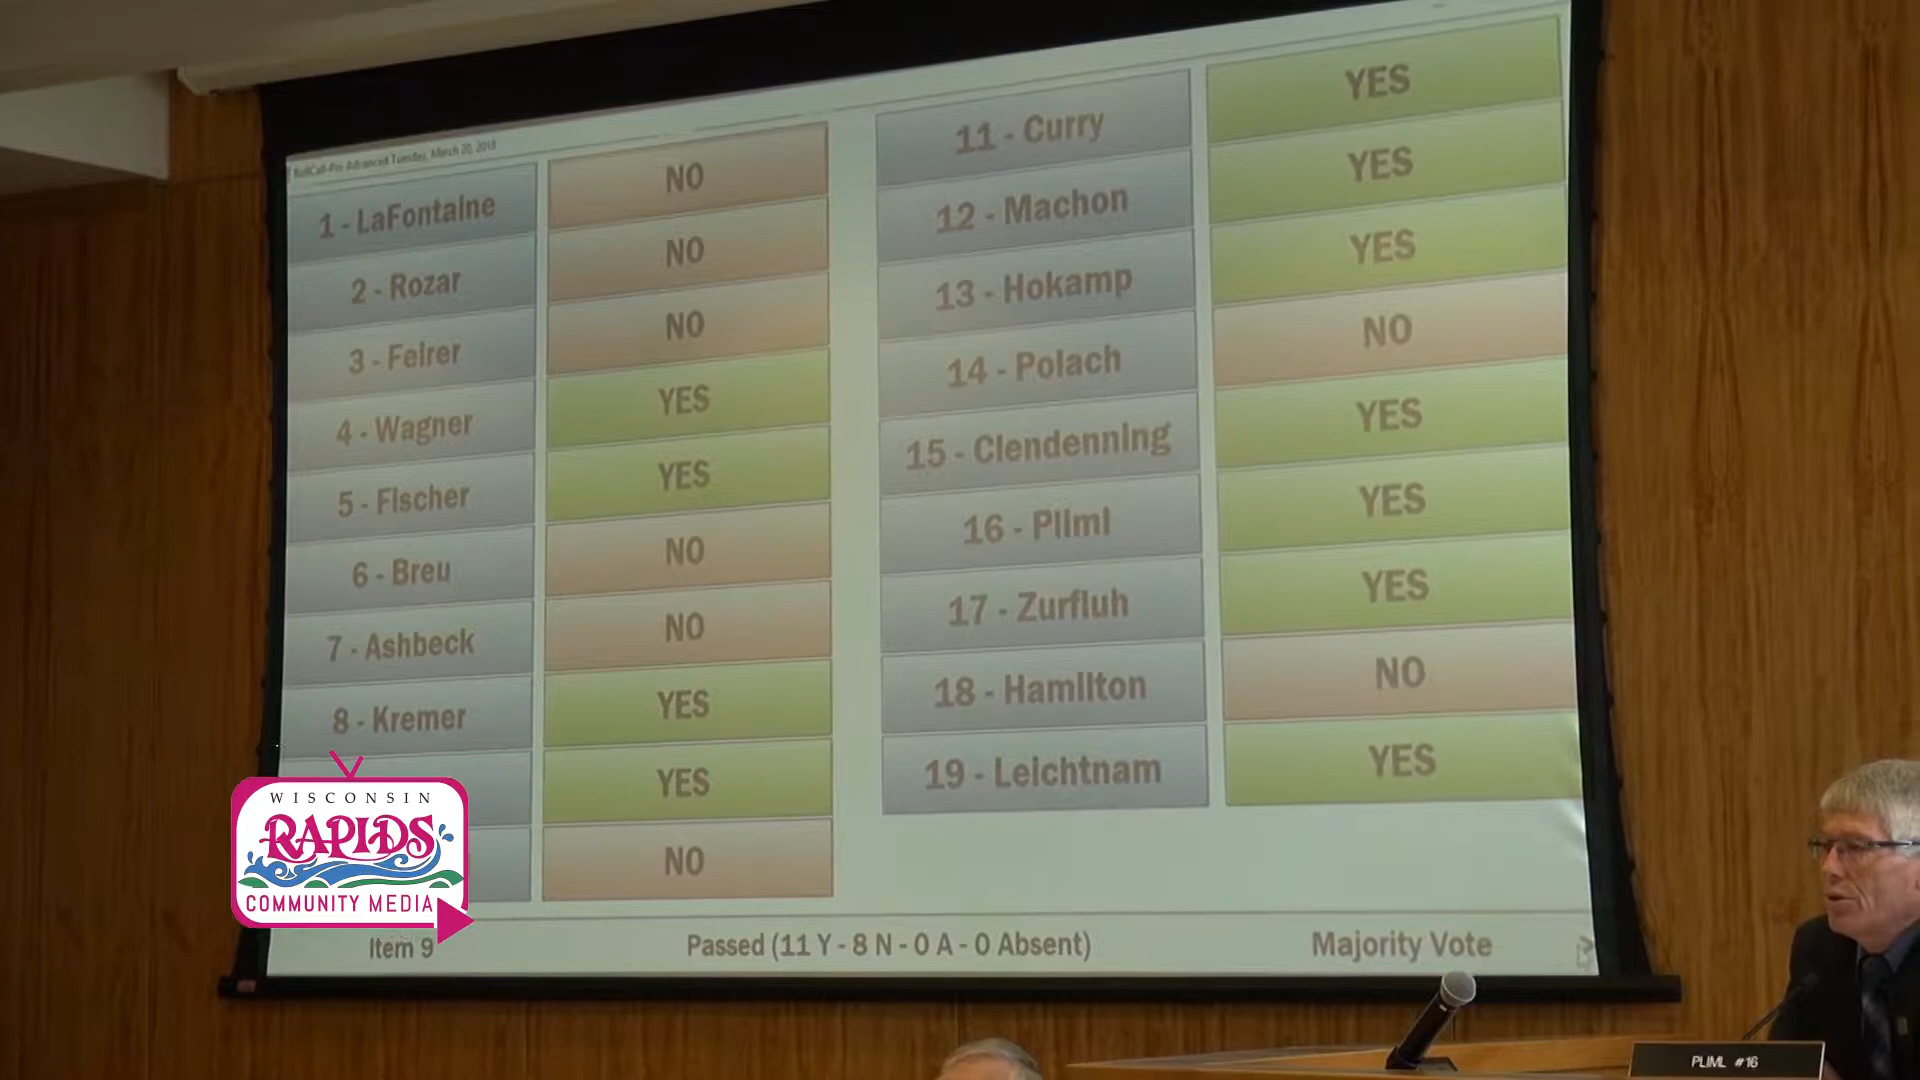 RollCall-Pro Advanced Tuesday, March 20, 2018
1 - LaFontaine NO
2 - Rozar NO
3 - Feirer NO
4 - Wagner YES
5 - Fischer YES
6 - Breu NO
7 - Ashbeck NO
8 - Kremer YES
YES
NO
11 - Curry YES
12 - Machon YES
13 - Hokamp YES
14 - Polach NO
15 - Clendenning YES
16 - Pliml YES
17 - Zurfluh YES
18 - Hamilton NO
19 - Leichtnam YES
Item 9 Passed (11 Y - 8 N - 0 A - 0 Absent) Majority Vote
WISCONSIN
RAPIDS
COMMUNITY MEDIA
PLIML #16